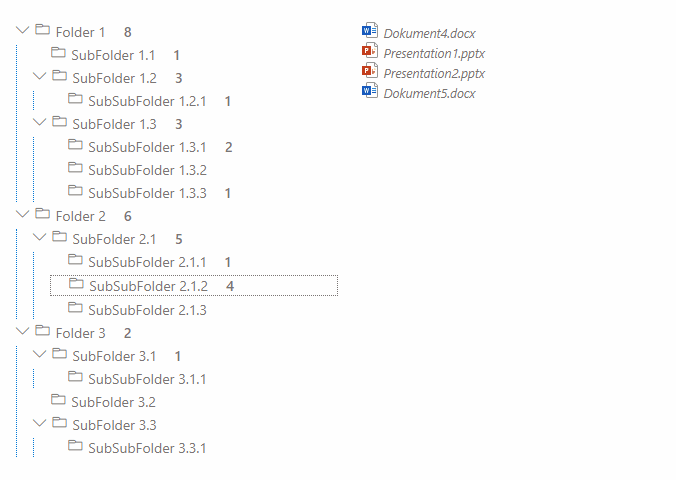 Folder 1 8
SubFolder 1.1 1
SubFolder 1.2 3
SubSubFolder 1.2.1 1
SubFolder 1.3 3
SubSubFolder 1.3.1 2
SubSubFolder 1.3.2
SubSubFolder 1.3.3 1
Folder 2 6
SubFolder 2.1 5
SubSubFolder 2.1.1 1
SubSubFolder 2.1.2 4
SubSubFolder 2.1.3
Folder 3 2
SubFolder 3.1 1
SubSubFolder 3.1.1
SubFolder 3.2
SubFolder 3.3
SubSubFolder 3.3.1
Dokument4.docx
Presentation1.pptx
Presentation2.pptx
Dokument5.docx